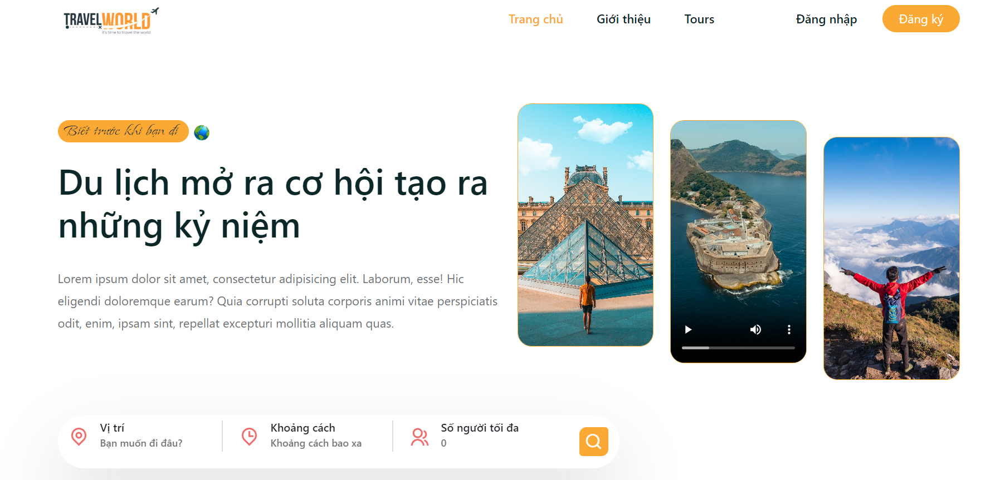 TRAVELWORLD
it's time to travel the world
Trang chủ
Giới thiệu
Tours
Đăng nhập
Đăng ký
Biết trước khi bạn đi
Du lịch mở ra cơ hội tạo ra
những kỷ niệm
Lorem ipsum dolor sit amet, consectetur adipisicing elit. Laborum, esse! Hic
eligendi doloremque earum? Quia corrupti soluta corporis animi vitae perspiciatis
odit, enim, ipsam sint, repellat excepturi mollitia aliquam quas.
Vị trí
Bạn muốn đi đâu?
Khoảng cách
Khoảng cách bao xa
Số người tối đa
0